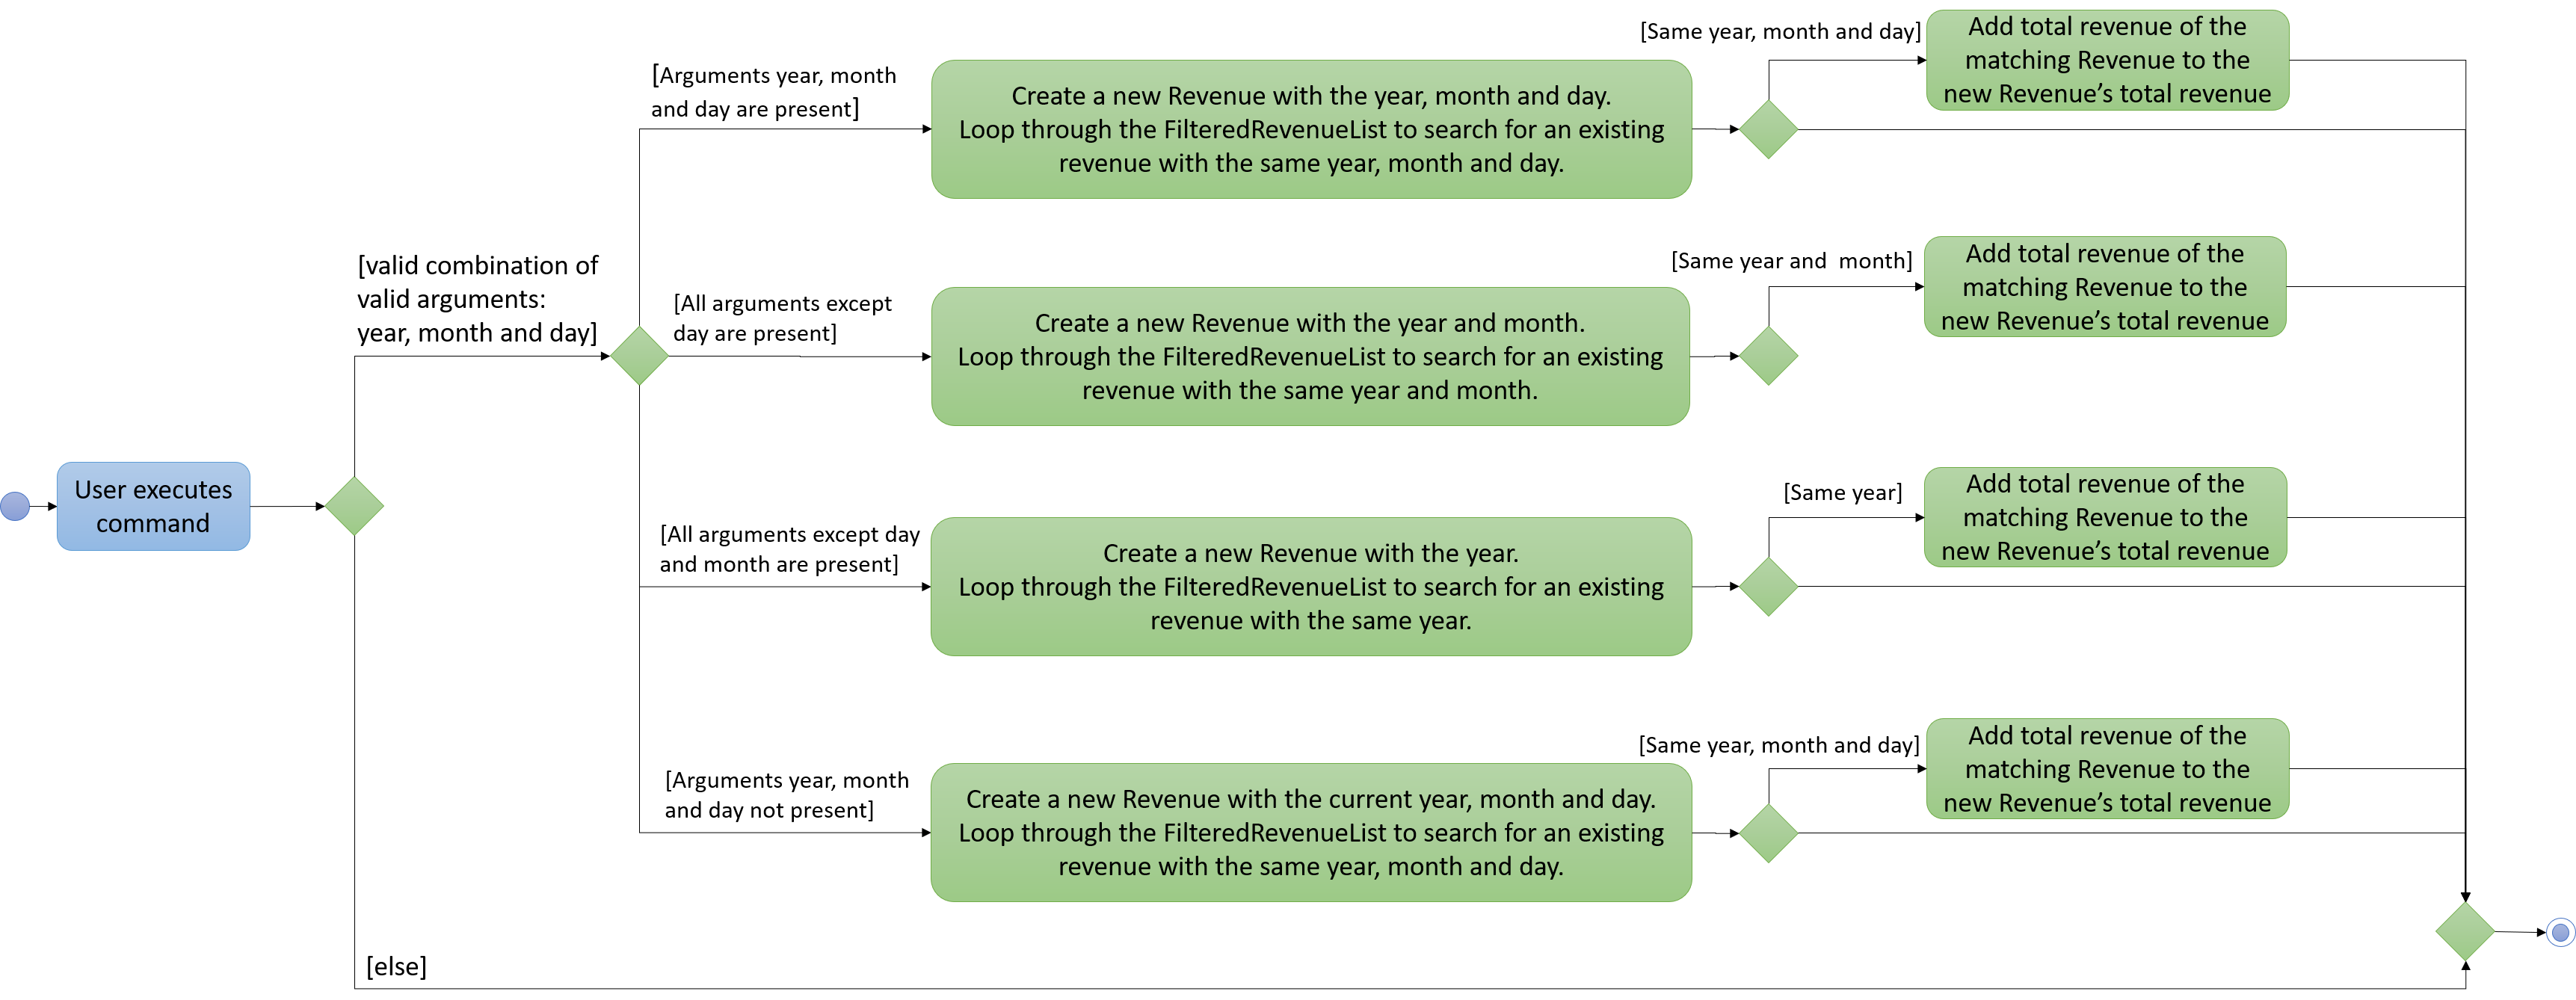 User executes
command
[valid combination of
valid arguments:
year, month and day]
[else]
[Arguments year, month
and day are present]
Create a new Revenue with the year, month and day.
Loop through the FilteredRevenueList to search for an existing
revenue with the same year, month and day.
[Same year, month and day]
Add total revenue of the
matching Revenue to the
new Revenue’s total revenue
[All arguments except
day are present]
Create a new Revenue with the year and month.
Loop through the FilteredRevenueList to search for an existing
revenue with the same year and month.
[Same year and  month]
Add total revenue of the
matching Revenue to the
new Revenue’s total revenue
[All arguments except day
and month are present]
Create a new Revenue with the year.
Loop through the FilteredRevenueList to search for an existing
revenue with the same year.
[Same year]
Add total revenue of the
matching Revenue to the
new Revenue’s total revenue
[Arguments year, month
and day not present]
Create a new Revenue with the current year, month and day.
Loop through the FilteredRevenueList to search for an existing
revenue with the same year, month and day.
[Same year, month and day]
Add total revenue of the
matching Revenue to the
new Revenue’s total revenue